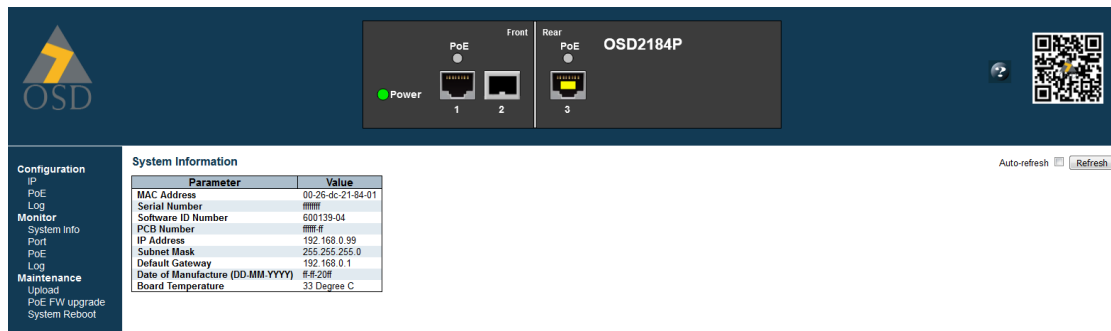 OSD
Front
Rear
PoE
PoE
OSD2184P
Power
1
2
3
?
Configuration
IP
PoE
Log
Monitor
System Info
Port
PoE
Log
Maintenance
Upload
PoE FW upgrade
System Reboot
System Information
Auto-refresh Refresh
Parameter Value
MAC Address 00-26-dc-21-84-01
Serial Number ffffffff
Software ID Number 600139-04
PCB Number ffffff-ff
IP Address 192.168.0.99
Subnet Mask 255.255.255.0
Default Gateway 192.168.0.1
Date of Manufacture (DD-MM-YYYY) ff-ff-20ff
Board Temperature 33 Degree C